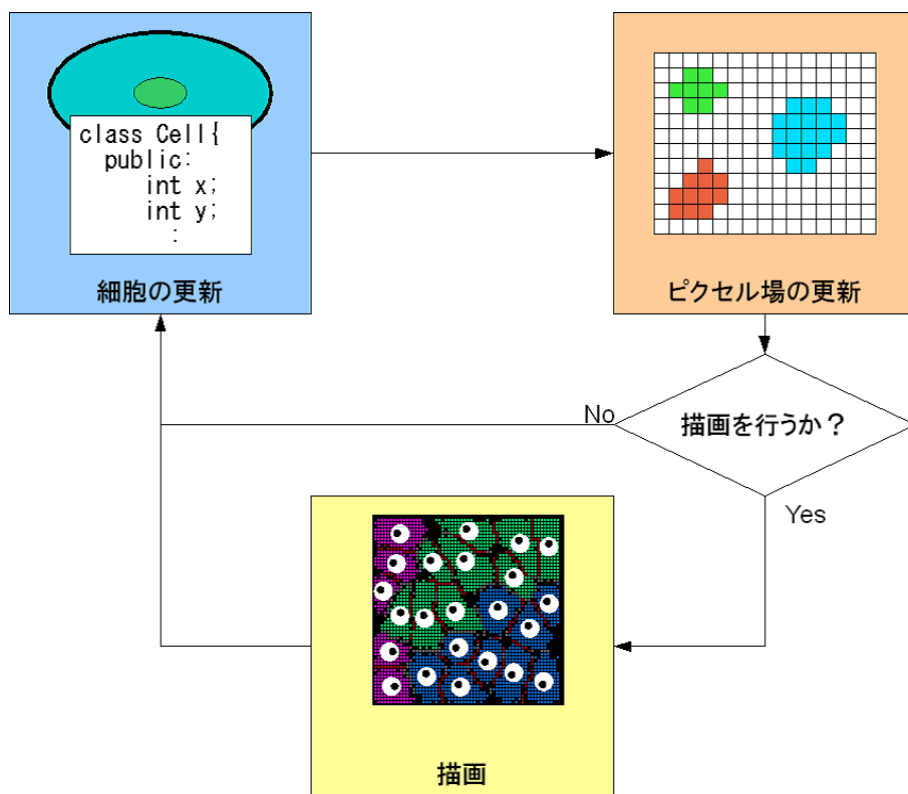 class Cell{
public:
int x;
int y;
:
細胞の更新
ピクセル場の更新
描画を行うか？
No
Yes
描画